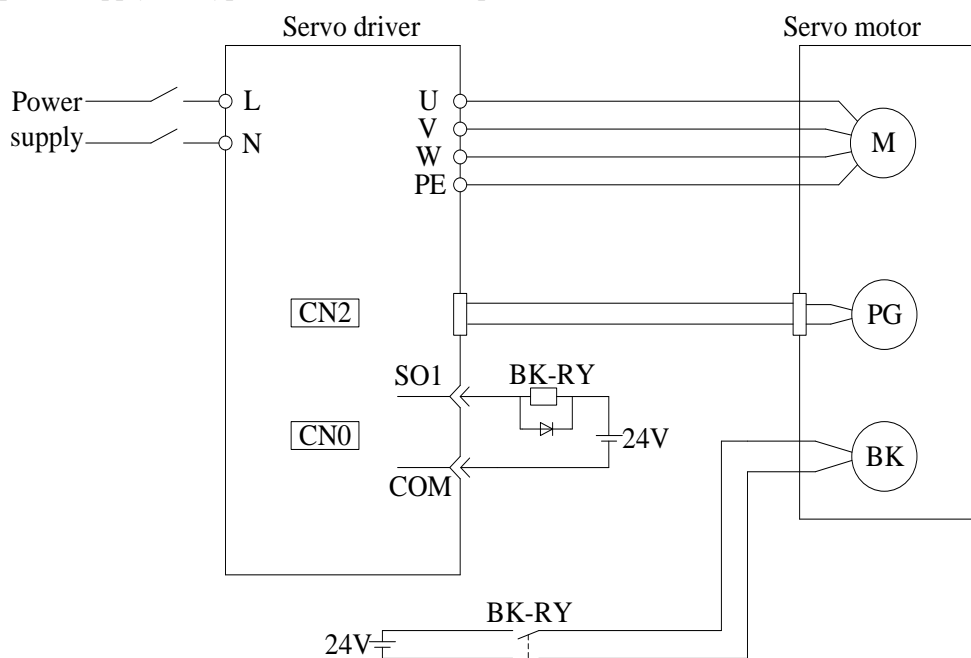 Servo driver
Servo motor
Power
supply
L
N
U
V
W
PE
M
CN2
PG
SO1
BK-RY
24V
CN0
COM
BK
BK-RY
24V